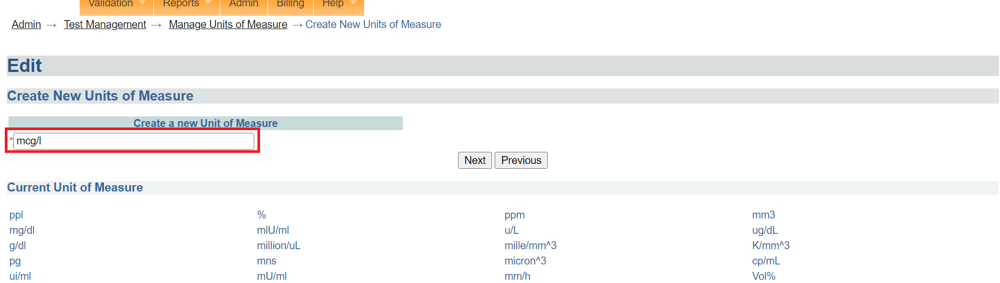 Validation Reports Admin Billing Help
Admin → Test Management → Manage Units of Measure → Create New Units of Measure
Edit
Create New Units of Measure
Create a new Unit of Measure
*mcg/l
Next Previous
Current Unit of Measure
ppl % ppm mm3
mg/dl mlU/ml u/L ug/dL
g/dl million/uL mille/mm^3 K/mm^3
pg mns micron^3 cp/mL
ui/ml mU/ml mm/h Vol%